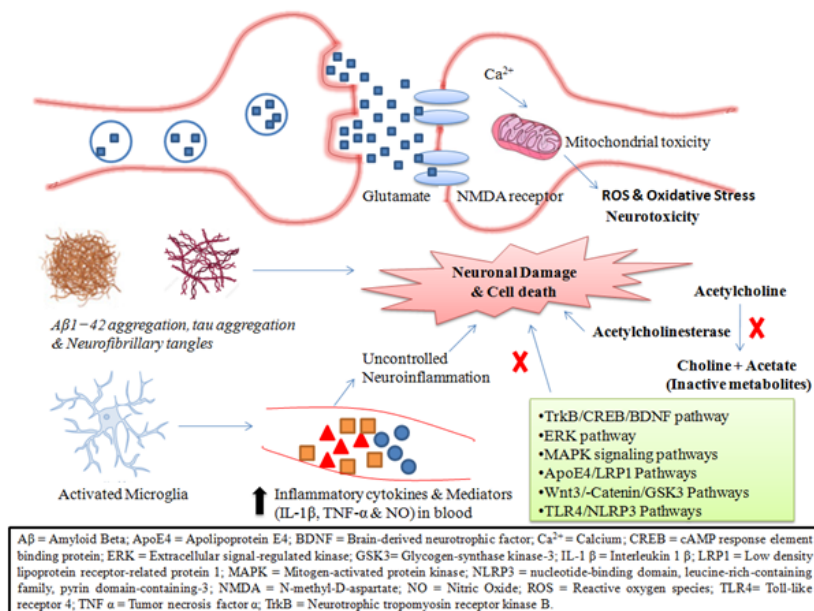 Ca²⁺
Mitochondrial toxicity
Glutamate
NMDA receptor
ROS & Oxidative Stress
Neurotoxicity
Neuronal Damage
& Cell death
Acetylcholine
Aβ1−42 aggregation, tau aggregation
& Neurofibrillary tangles
Acetylcholinesterase
X
X
Choline + Acetate
(Inactive metabolites)
Uncontrolled
Neuroinflammation
•TrkB/CREB/BDNF pathway
•ERK pathway
•MAPK signaling pathways
•ApoE4/LRP1 Pathways
•Wnt3/-Catenin/GSK3 Pathways
•TLR4/NLRP3 Pathways
Activated Microglia
Inflammatory cytokines & Mediators
(IL-1β, TNF-α & NO) in blood
Aβ = Amyloid Beta; ApoE4 = Apolipoprotein E4; BDNF = Brain-derived neurotrophic factor; Ca²⁺ = Calcium; CREB = cAMP response element
binding protein; ERK = Extracellular signal-regulated kinase; GSK3= Glycogen-synthase kinase-3; IL-1 β = Interleukin 1 β; LRP1 = Low density
lipoprotein receptor-related protein 1; MAPK = Mitogen-activated protein kinase; NLRP3 = nucleotide-binding domain, leucine-rich-containing
family, pyrin domain-containing-3; NMDA = N-methyl-D-aspartate; NO = Nitric Oxide; ROS = Reactive oxygen species; TLR4= Toll-like
receptor 4; TNF α = Tumor necrosis factor α; TrkB = Neurotrophic tropomyosin receptor kinase B.